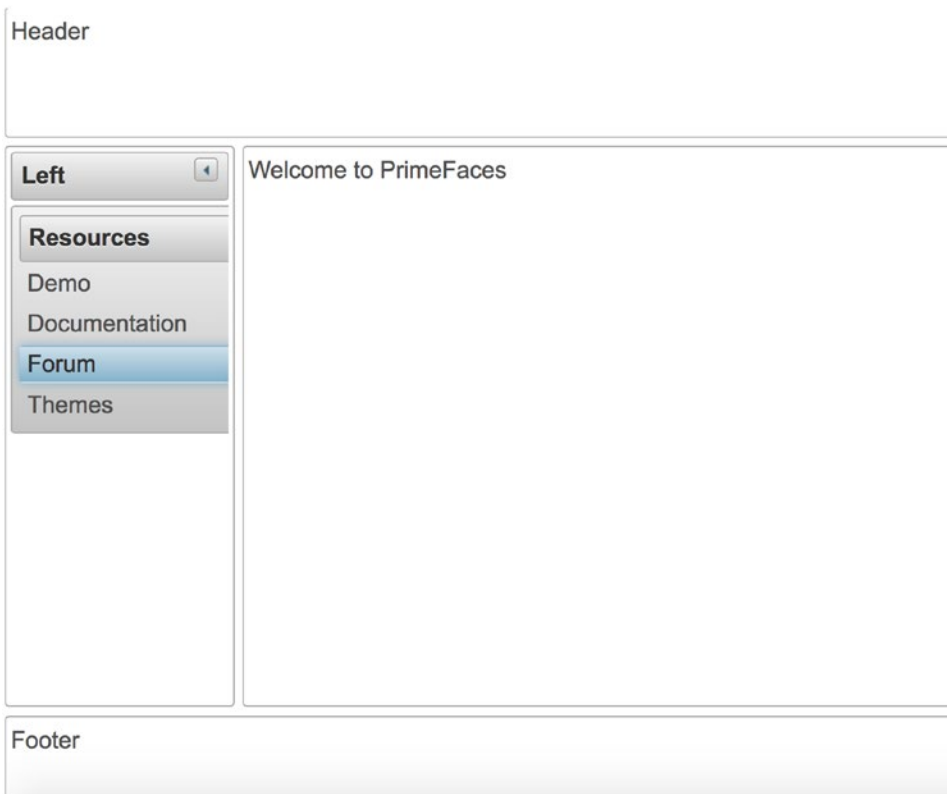 Header
Left
Welcome to PrimeFaces
Resources
Demo
Documentation
Forum
Themes
Footer